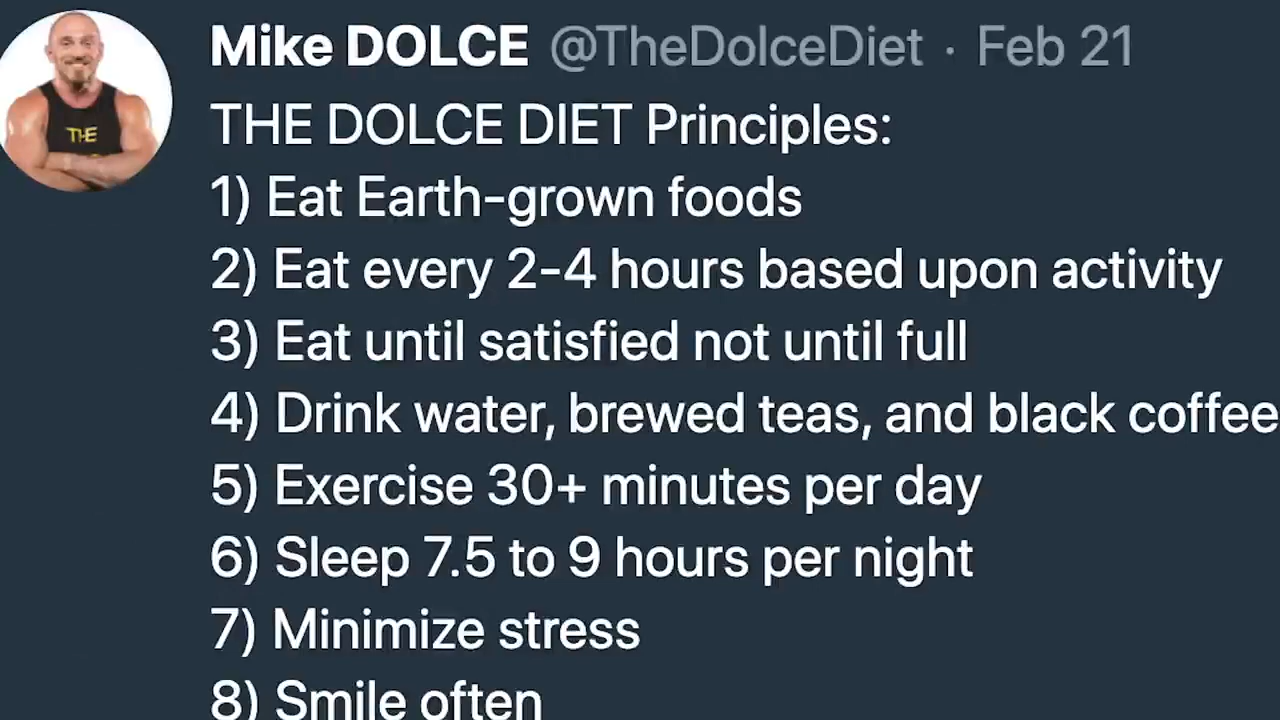 Mike DOLCE @TheDolceDiet · Feb 21
THE DOLCE DIET Principles:
1) Eat Earth-grown foods
2) Eat every 2-4 hours based upon activity
3) Eat until satisfied not until full
4) Drink water, brewed teas, and black coffee
5) Exercise 30+ minutes per day
6) Sleep 7.5 to 9 hours per night
7) Minimize stress
8) Smile often
THE